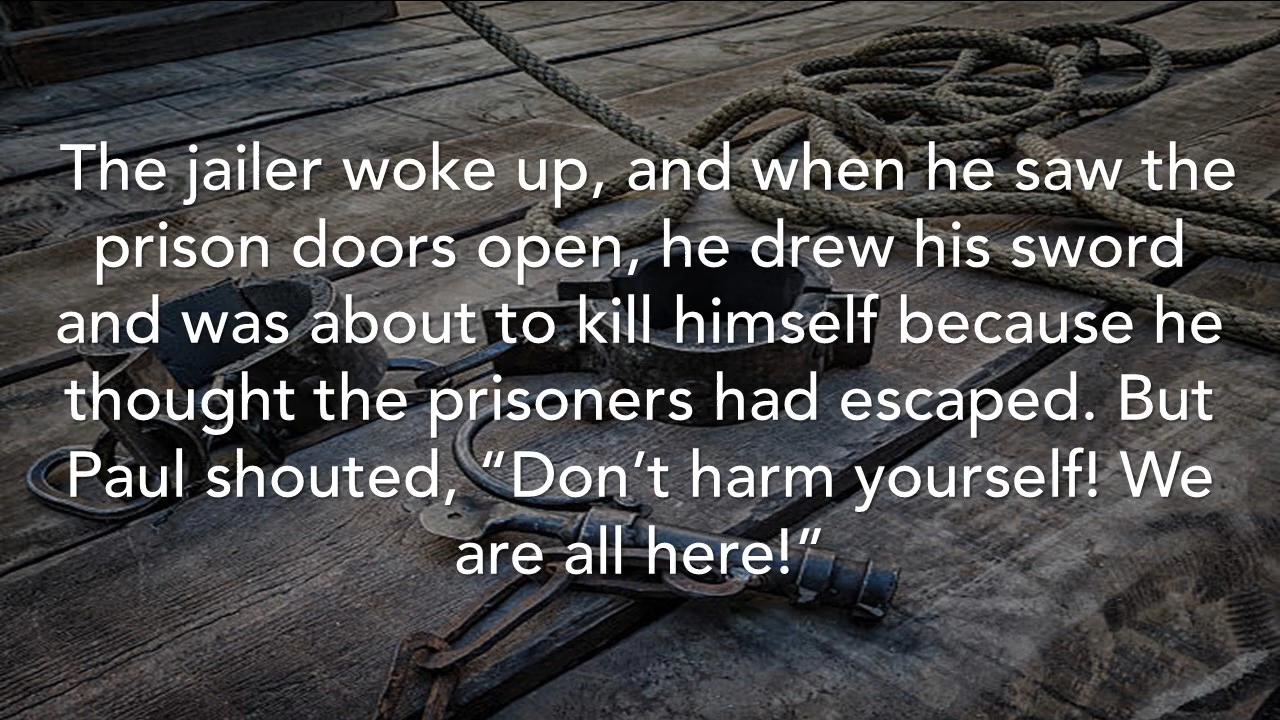 The jailer woke up, and when he saw the
prison doors open, he drew his sword
and was about to kill himself because he
thought the prisoners had escaped. But
Paul shouted, “Don’t harm yourself! We
are all here!”